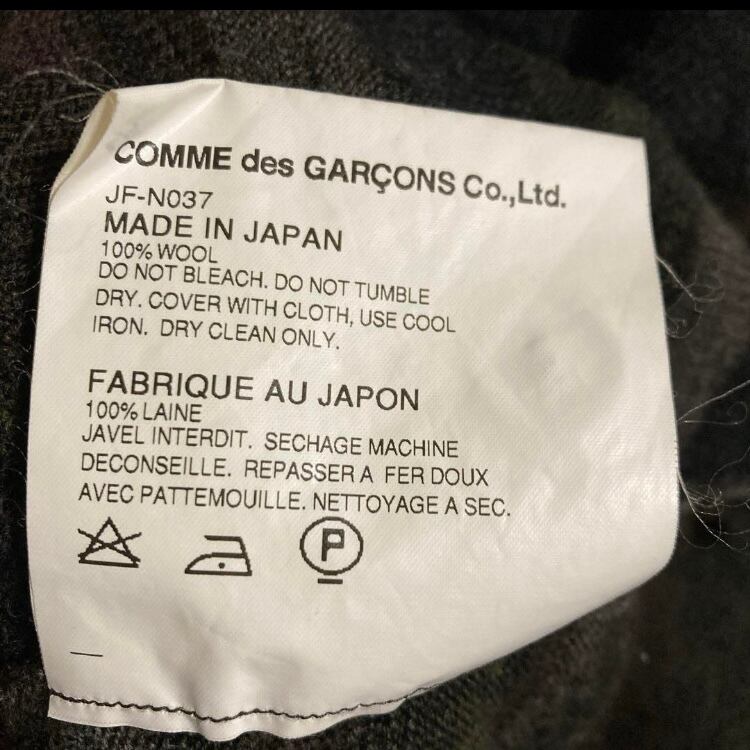 COMME des GARÇONS Co.,Ltd.
JF-N037
MADE IN JAPAN
100% WOOL
DO NOT BLEACH. DO NOT TUMBLE
DRY. COVER WITH CLOTH, USE COOL
IRON. DRY CLEAN ONLY.
FABRIQUE AU JAPON
100% LAINE
JAVEL INTERDIT. SECHAGE MACHINE
DECONSEILLE. REPASSER A FER DOUX
AVEC PATTEMOUILLE. NETTOYAGE A SEC.
P